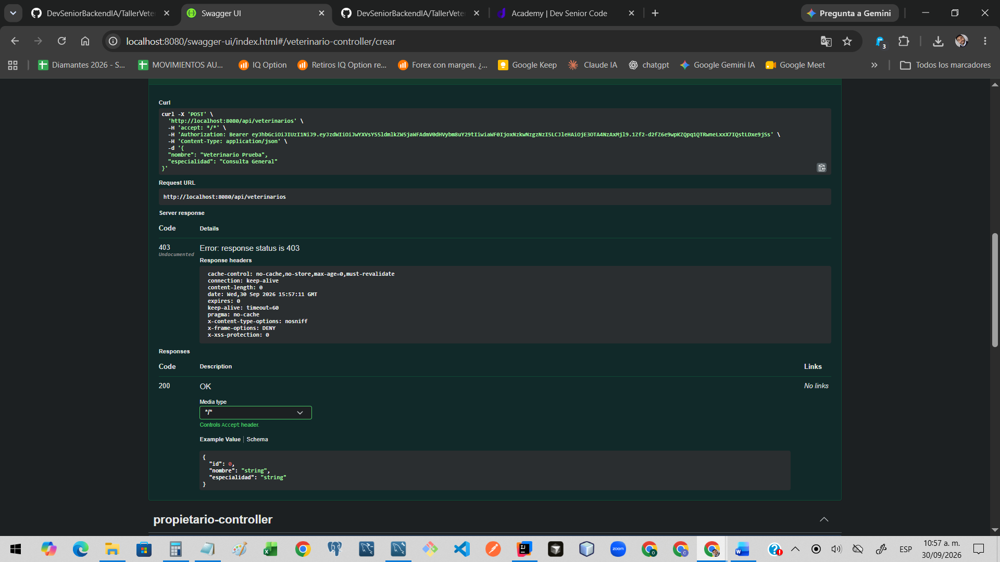 DevSeniorBackendIA/TallerVete
Swagger UI
DevSeniorBackendIA/TallerVete
Academy | Dev Senior Code
Pregunta a Gemini
localhost:8080/swagger-ui/index.html#/veterinario-controller/crear
3
Diamantes 2026 - S...
MOVIMIENTOS AU...
IQ Option
Retiros IQ Option re...
Forex con margen. ¿...
Google Keep
Claude IA
chatgpt
Google Gemini IA
Google Meet
Todos los marcadores
Curl
curl -X 'POST' \
'http://localhost:8080/api/veterinarios' \
-H 'accept: */*' \
-H 'Authorization: Bearer eyJhbGciOiJIUzI1NiJ9.eyJzdWIiOiJwYXVsYS5ldmlkZW5jaWFAdmV0dHVybm8uY29tIiwiaWF0IjoxNzkwNzgzNzI5LCJleHAiOjE3OTA4NzAxMjl9.1Zf2-d2fZ6e9wpKZQpq1QTRwneLxxX7IQstLDxe9jSs' \
-H 'Content-Type: application/json' \
-d '{
"nombre": "Veterinario Prueba",
"especialidad": "Consulta General"
}'
Request URL
http://localhost:8080/api/veterinarios
Server response
Code Details
403 Error: response status is 403
Undocumented
Response headers
cache-control: no-cache,no-store,max-age=0,must-revalidate
connection: keep-alive
content-length: 0
date: Wed,30 Sep 2026 15:57:11 GMT
expires: 0
keep-alive: timeout=60
pragma: no-cache
x-content-type-options: nosniff
x-frame-options: DENY
x-xss-protection: 0
Responses
Code Description Links
200 OK No links
Media type
*/*
Controls Accept header.
Example Value | Schema
{
"id": 0,
"nombre": "string",
"especialidad": "string"
}
propietario-controller
zoom
ESP
10:57 a. m.
30/09/2026